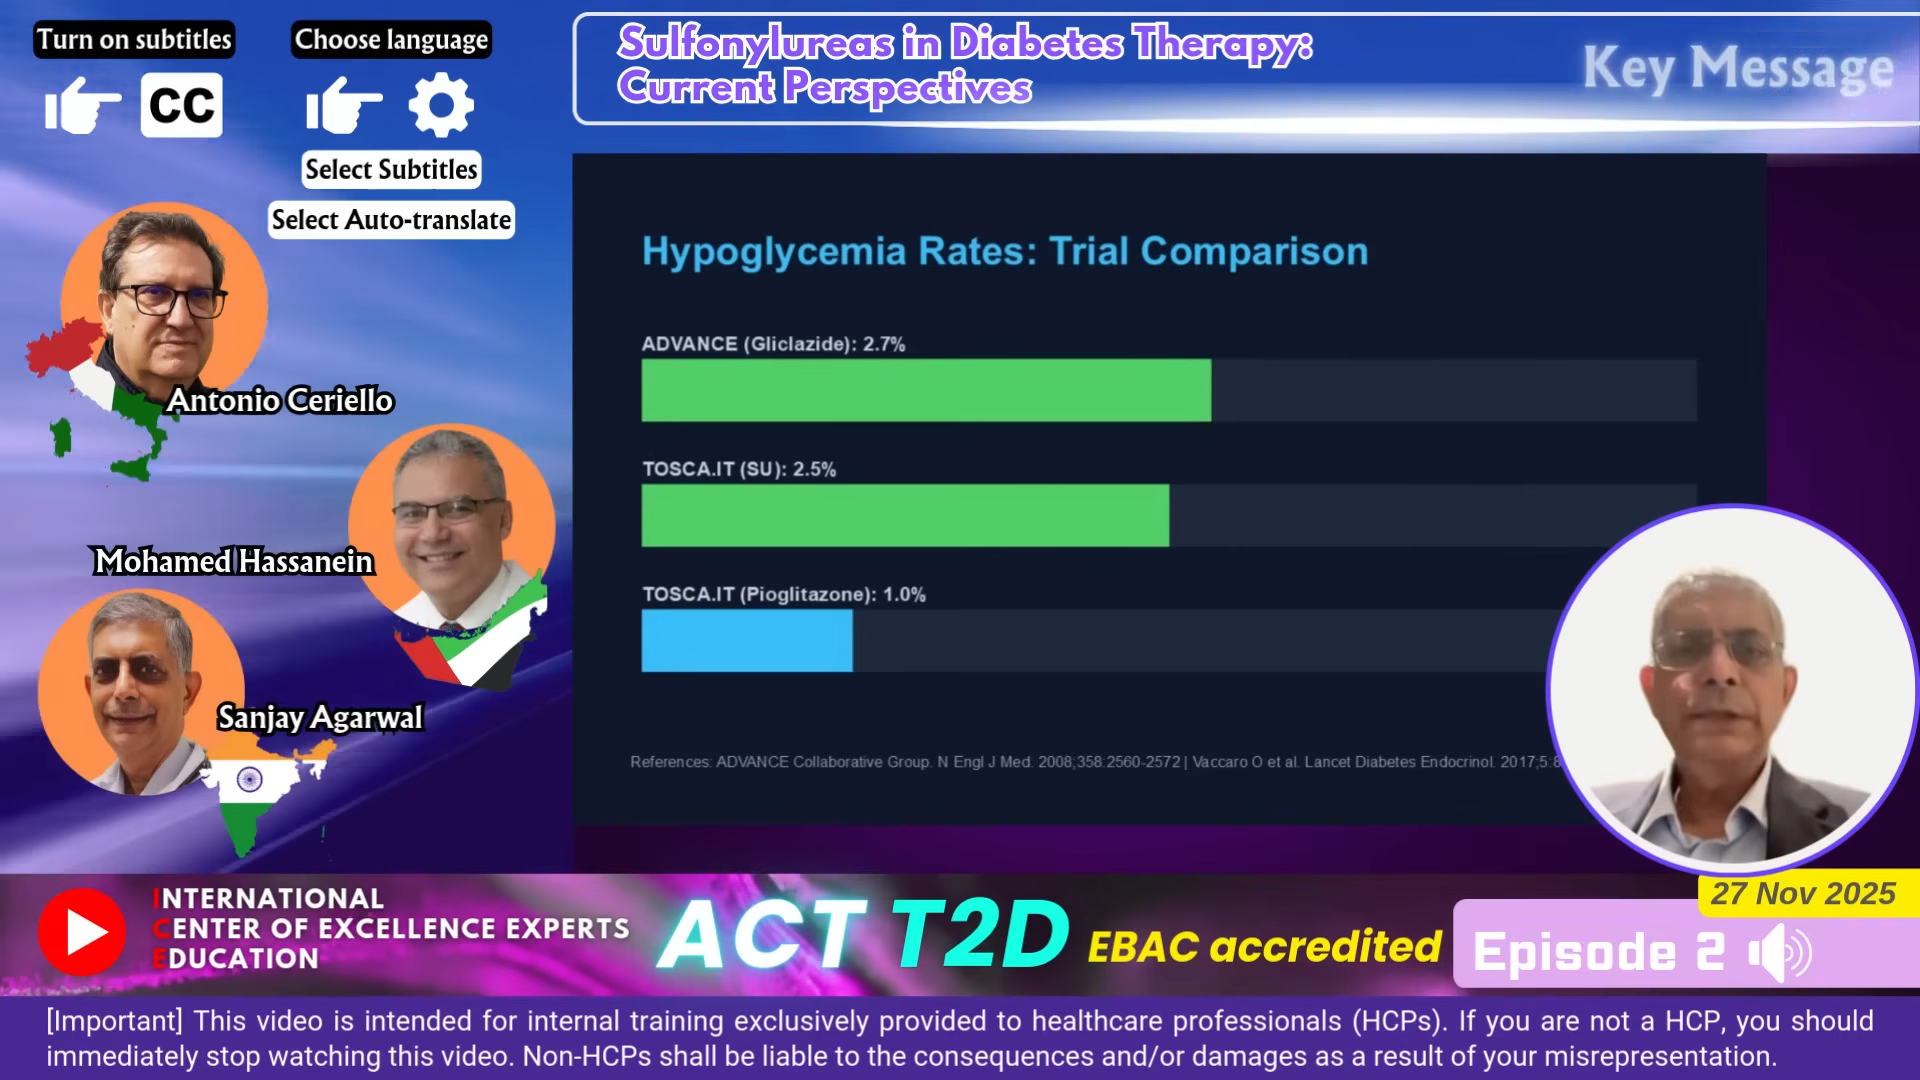 Turn on subtitles
Choose language
CC
Select Subtitles
Select Auto-translate
Antonio Ceriello
Mohamed Hassanein
Sanjay Agarwal
Sulfonylureas in Diabetes Therapy:
Current Perspectives
Key Message
Hypoglycemia Rates: Trial Comparison
ADVANCE (Gliclazide): 2.7%
TOSCA.IT (SU): 2.5%
TOSCA.IT (Pioglitazone): 1.0%
References: ADVANCE Collaborative Group. N Engl J Med. 2008;358:2560-2572 | Vaccaro O et al. Lancet Diabetes Endocrinol. 2017;5:8
INTERNATIONAL
CENTER OF EXCELLENCE EXPERTS
EDUCATION
ACT T2D
EBAC accredited
27 Nov 2025
Episode 2
[Important] This video is intended for internal training exclusively provided to healthcare professionals (HCPs). If you are not a HCP, you should
immediately stop watching this video. Non-HCPs shall be liable to the consequences and/or damages as a result of your misrepresentation.